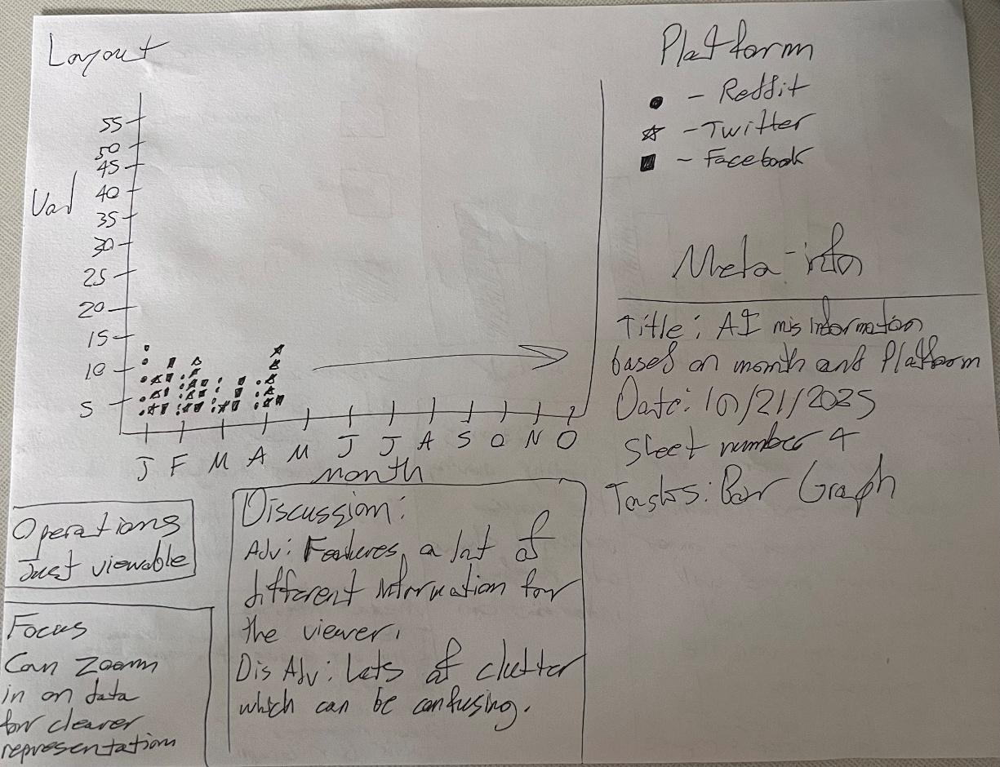 Layout
55
50
45
Val 40
35
30
25
20
15
10
5
J F M A M J J A S O N O
month
Platform
● - Reddit
☆ - Twitter
■ - Facebook
Meta-info
Title: AI misinformation
based on month and Platform
Date: 10/21/2025
Sheet number 4
Tasks: Bar Graph
Operations
Just viewable
Focus
Can Zoom
in on data
for clearer
representation
Discussion:
Adv: Features a lot of
different information for
the viewer.
Dis Adv: Lots of clutter
which can be confusing.